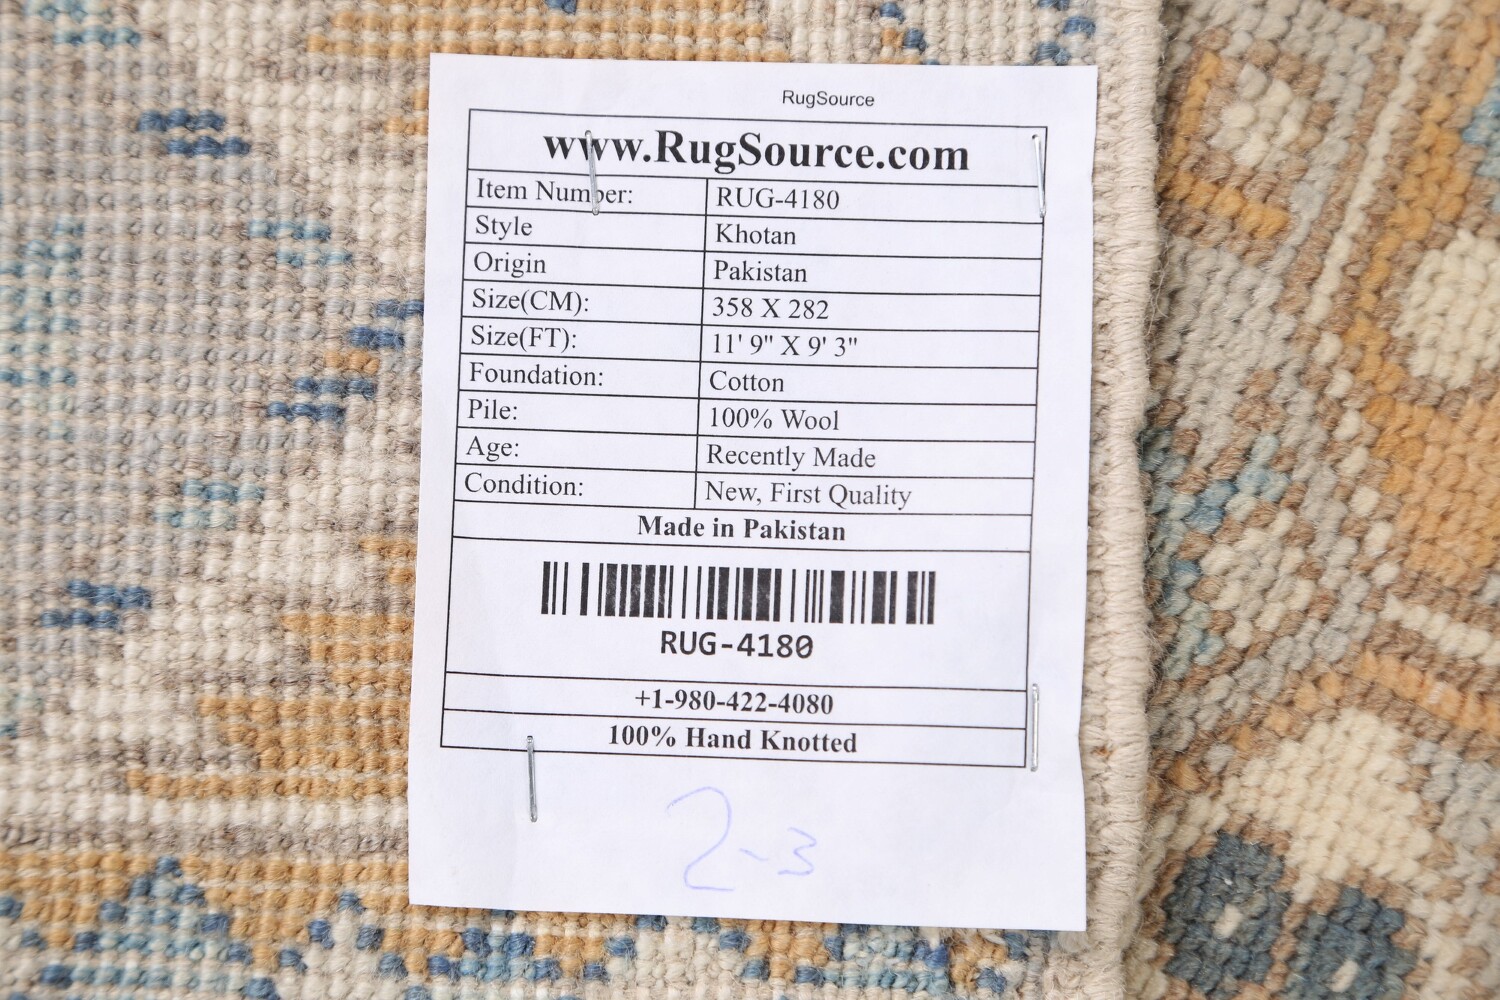 RugSource
www.RugSource.com
Item Number: RUG-4180
Style Khotan
Origin Pakistan
Size(CM): 358 X 282
Size(FT): 11' 9" X 9' 3"
Foundation: Cotton
Pile: 100% Wool
Age: Recently Made
Condition: New, First Quality
Made in Pakistan
RUG-4180
+1-980-422-4080
100% Hand Knotted
2-3